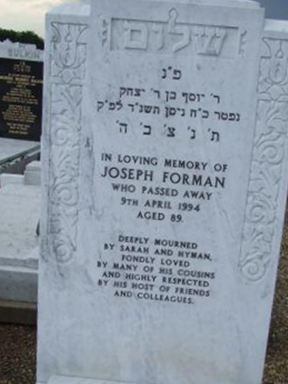 שלום
פ"נ
ר' יוסף בן ר' יצחק
נפטר כ"ח ניסן תשנ"ד לפ"ק
ת' נ' צ' ב' ה'
IN LOVING MEMORY OF
JOSEPH FORMAN
WHO PASSED AWAY
9TH APRIL 1994
AGED 89.
DEEPLY MOURNED
BY SARAH AND HYMAN,
FONDLY LOVED
BY MANY OF HIS COUSINS
AND HIGHLY RESPECTED
BY HIS HOST OF FRIENDS
AND COLLEAGUES.